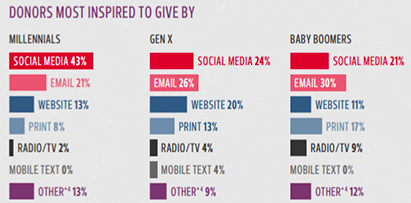 DONORS MOST INSPIRED TO GIVE BY
MILLENNIALS
SOCIAL MEDIA 43%
EMAIL 21%
WEBSITE 13%
PRINT 8%
RADIO/TV 2%
MOBILE TEXT 0%
OTHER*⁴ 13%
GEN X
SOCIAL MEDIA 24%
EMAIL 26%
WEBSITE 20%
PRINT 13%
RADIO/TV 4%
MOBILE TEXT 4%
OTHER*⁴ 9%
BABY BOOMERS
SOCIAL MEDIA 21%
EMAIL 30%
WEBSITE 11%
PRINT 17%
RADIO/TV 9%
MOBILE TEXT 0%
OTHER*⁴ 12%